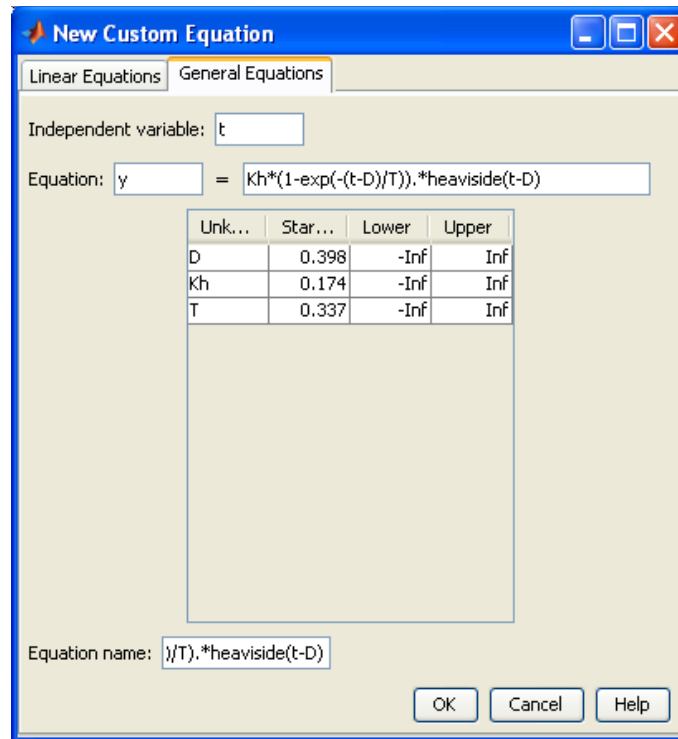 New Custom Equation
Linear Equations General Equations
Independent variable: t
Equation: y = Kh*(1-exp(-(t-D)/T)).*heaviside(t-D)
Unk... Star... Lower Upper
D 0.398 -Inf Inf
Kh 0.174 -Inf Inf
T 0.337 -Inf Inf
Equation name: )/T).*heaviside(t-D)
OK Cancel Help